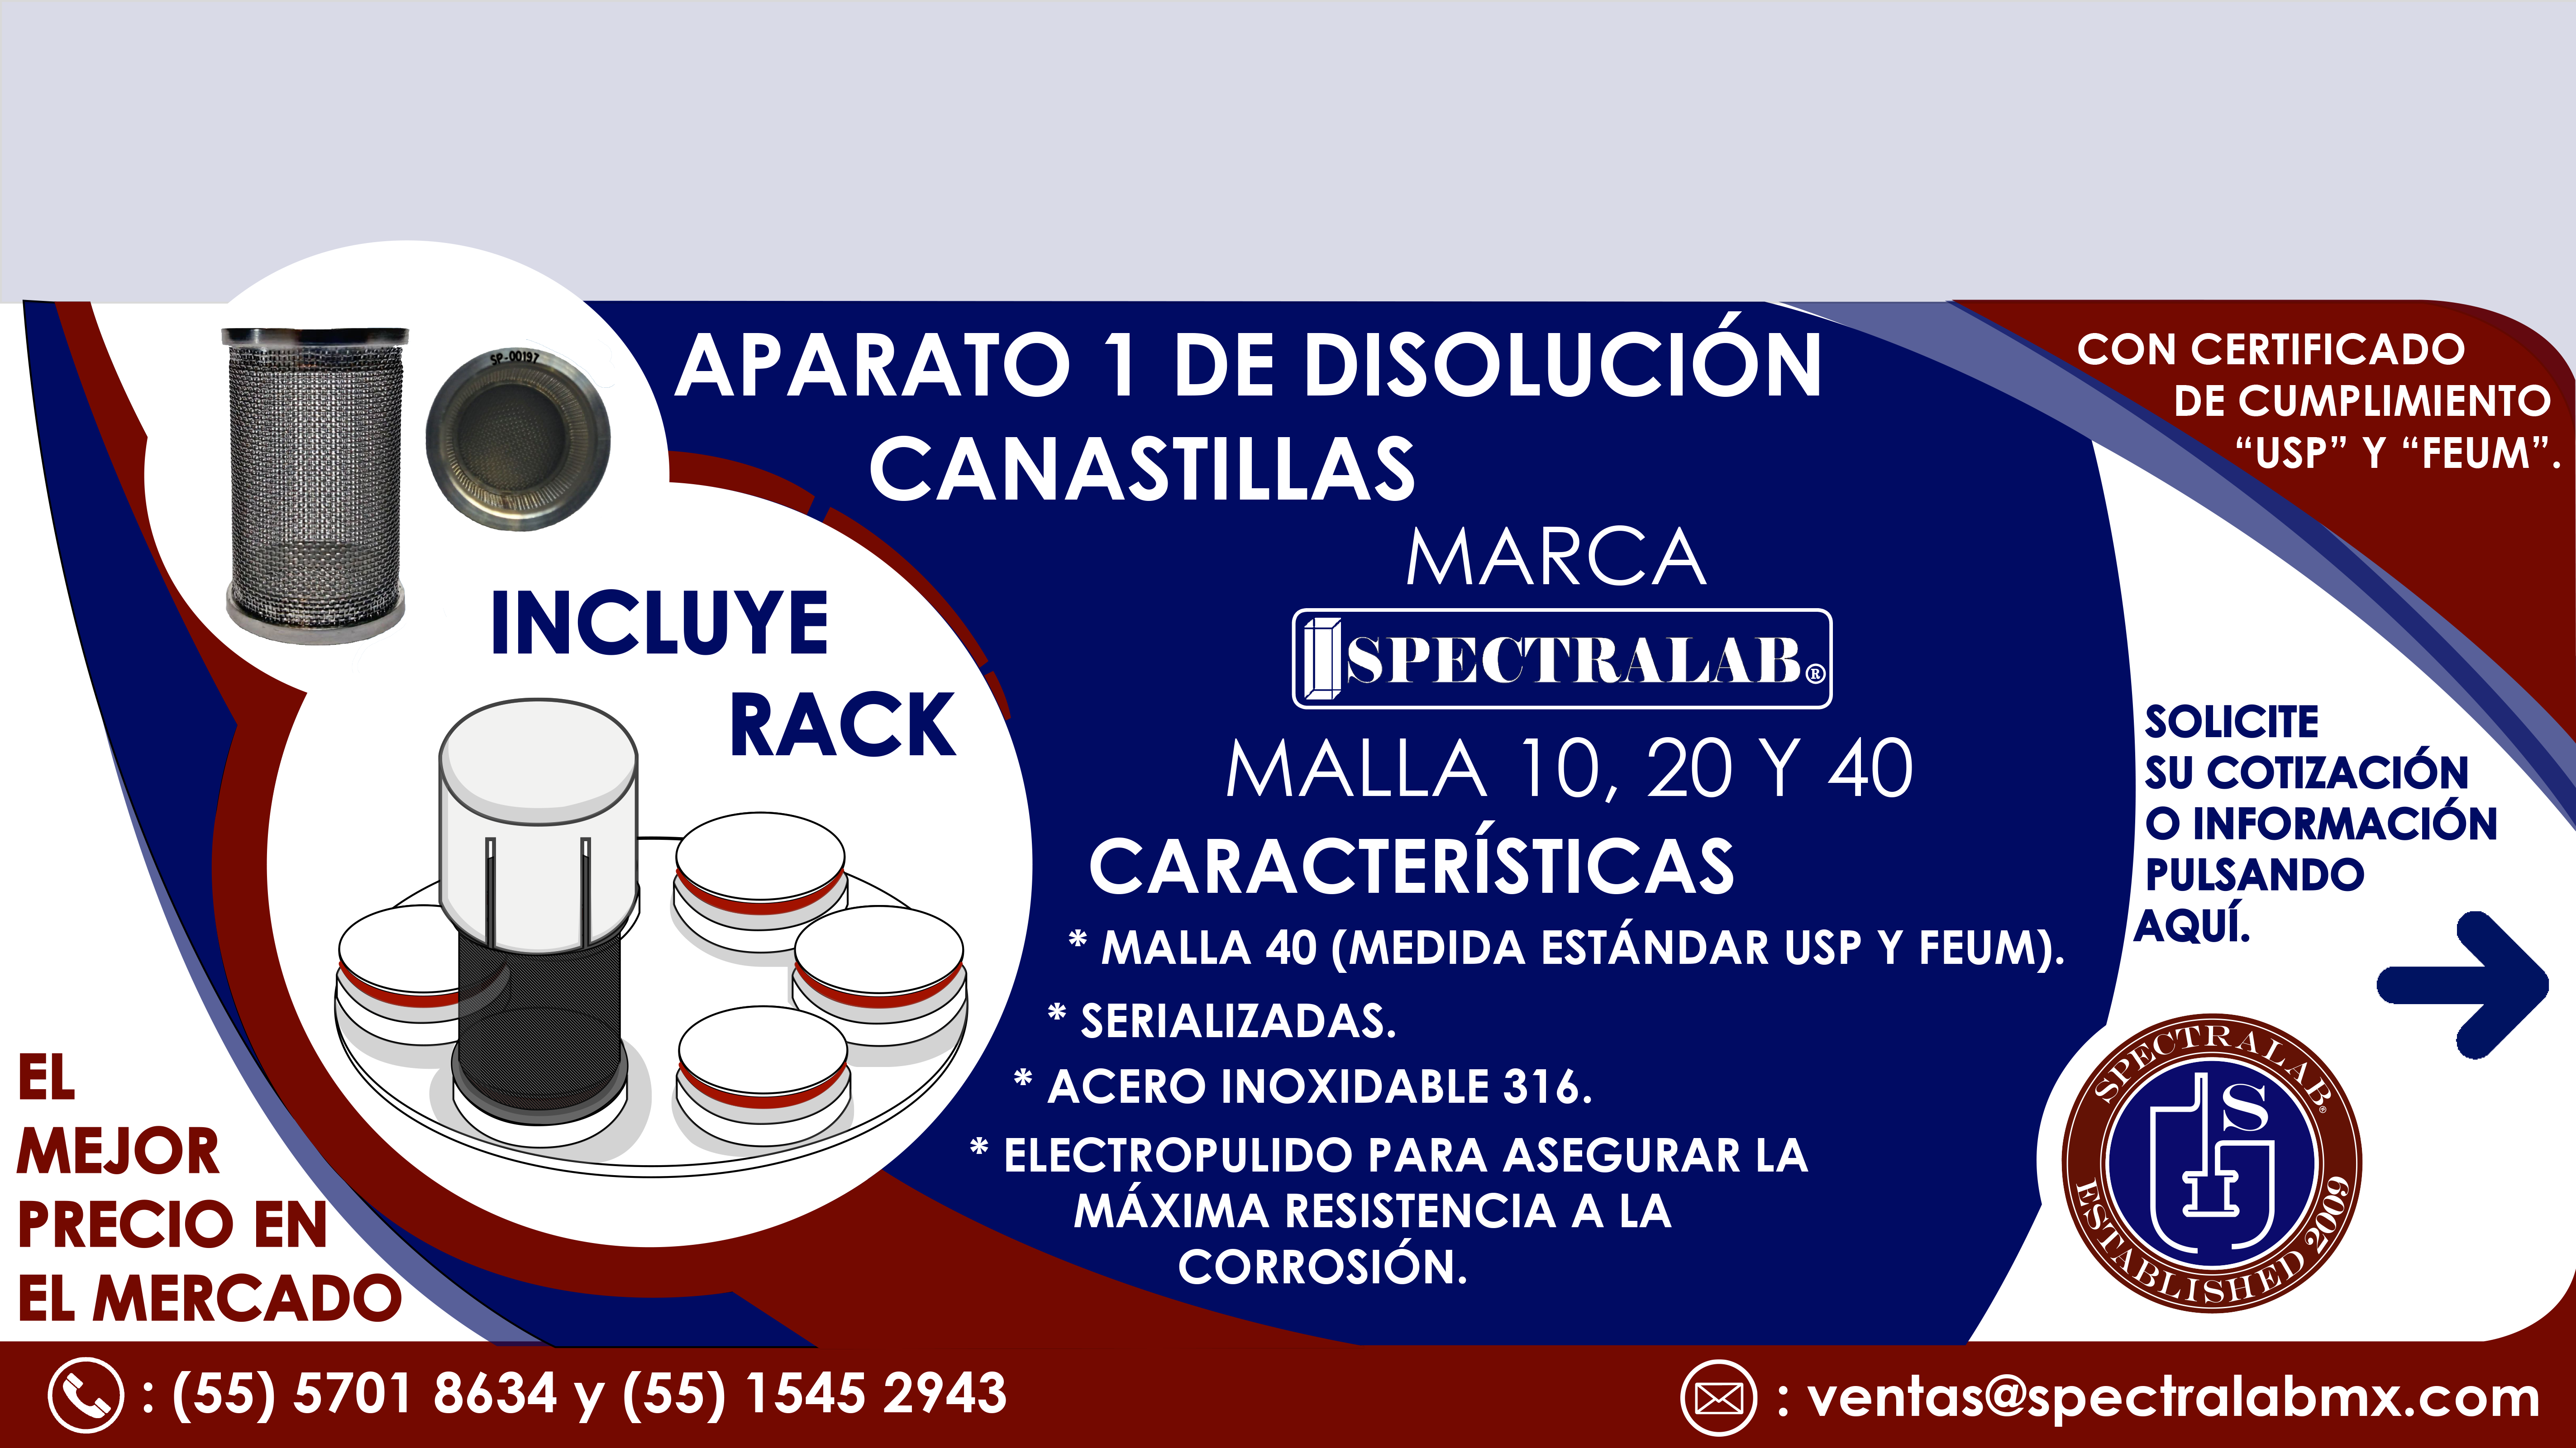 SP-00197
APARATO 1 DE DISOLUCIÓN
CANASTILLAS
MARCA
SPECTRALAB®
MALLA 10, 20 Y 40
CARACTERÍSTICAS
* MALLA 40 (MEDIDA ESTÁNDAR USP Y FEUM).
* SERIALIZADAS.
* ACERO INOXIDABLE 316.
* ELECTROPULIDO PARA ASEGURAR LA
MÁXIMA RESISTENCIA A LA
CORROSIÓN.
INCLUYE
RACK
CON CERTIFICADO
DE CUMPLIMIENTO
“USP” Y “FEUM”.
SOLICITE
SU COTIZACIÓN
O INFORMACIÓN
PULSANDO
AQUÍ.
SPECTRALAB®
S
ESTABLISHED 2009
EL
MEJOR
PRECIO EN
EL MERCADO
: (55) 5701 8634 y (55) 1545 2943
: ventas@spectralabmx.com